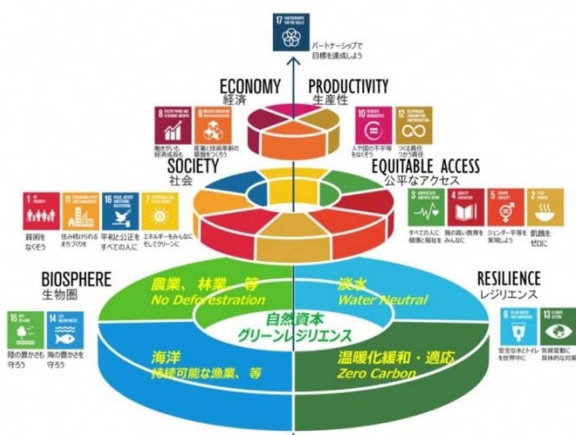 17
パートナーシップで
目標を達成しよう
ECONOMY
経済
PRODUCTIVITY
生産性
8
9
10
12
働きがいも
経済成長も
産業と技術革新の
基盤をつくろう
人や国の不平等
をなくそう
つくる責任
つかう責任
SOCIETY
社会
EQUITABLE ACCESS
公平なアクセス
1
11
16
7
3
4
5
2
貧困を
なくそう
住み続けられる
まちづくりを
平和と公正を
すべての人に
エネルギーをみんなに
そしてクリーンに
すべての人に
健康と福祉を
質の高い教育を
みんなに
ジェンダー平等を
実現しよう
飢餓を
ゼロに
BIOSPHERE
生物圏
RESILIENCE
レジリエンス
農業、林業、等
No Deforestration
淡水
Water Neutral
自然資本
グリーンレジリエンス
15
14
6
13
陸の豊かさも
守ろう
海の豊かさを
守ろう
安全な水とトイレ
を世界中に
気候変動に
具体的な対策
海洋
持続可能な漁業、等
温暖化緩和・適応
Zero Carbon